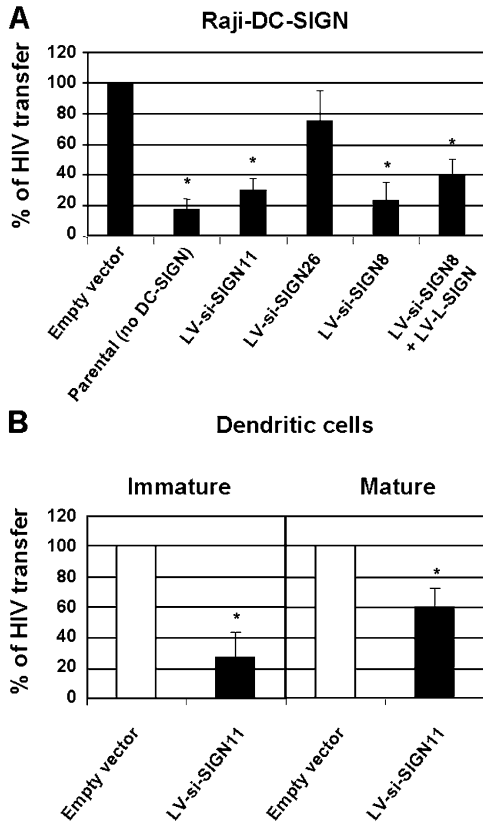 A
Raji-DC-SIGN
% of HIV transfer
120
100
80
60
40
20
0
*
*
*
*
Empty vector
Parental (no DC-SIGN)
LV-si-SIGN11
LV-si-SIGN26
LV-si-SIGN8
LV-si-SIGN8
+ LV-L-SIGN
B
Dendritic cells
Immature
Mature
% of HIV transfer
120
100
80
60
40
20
0
*
*
Empty vector
LV-si-SIGN11
Empty vector
LV-si-SIGN11